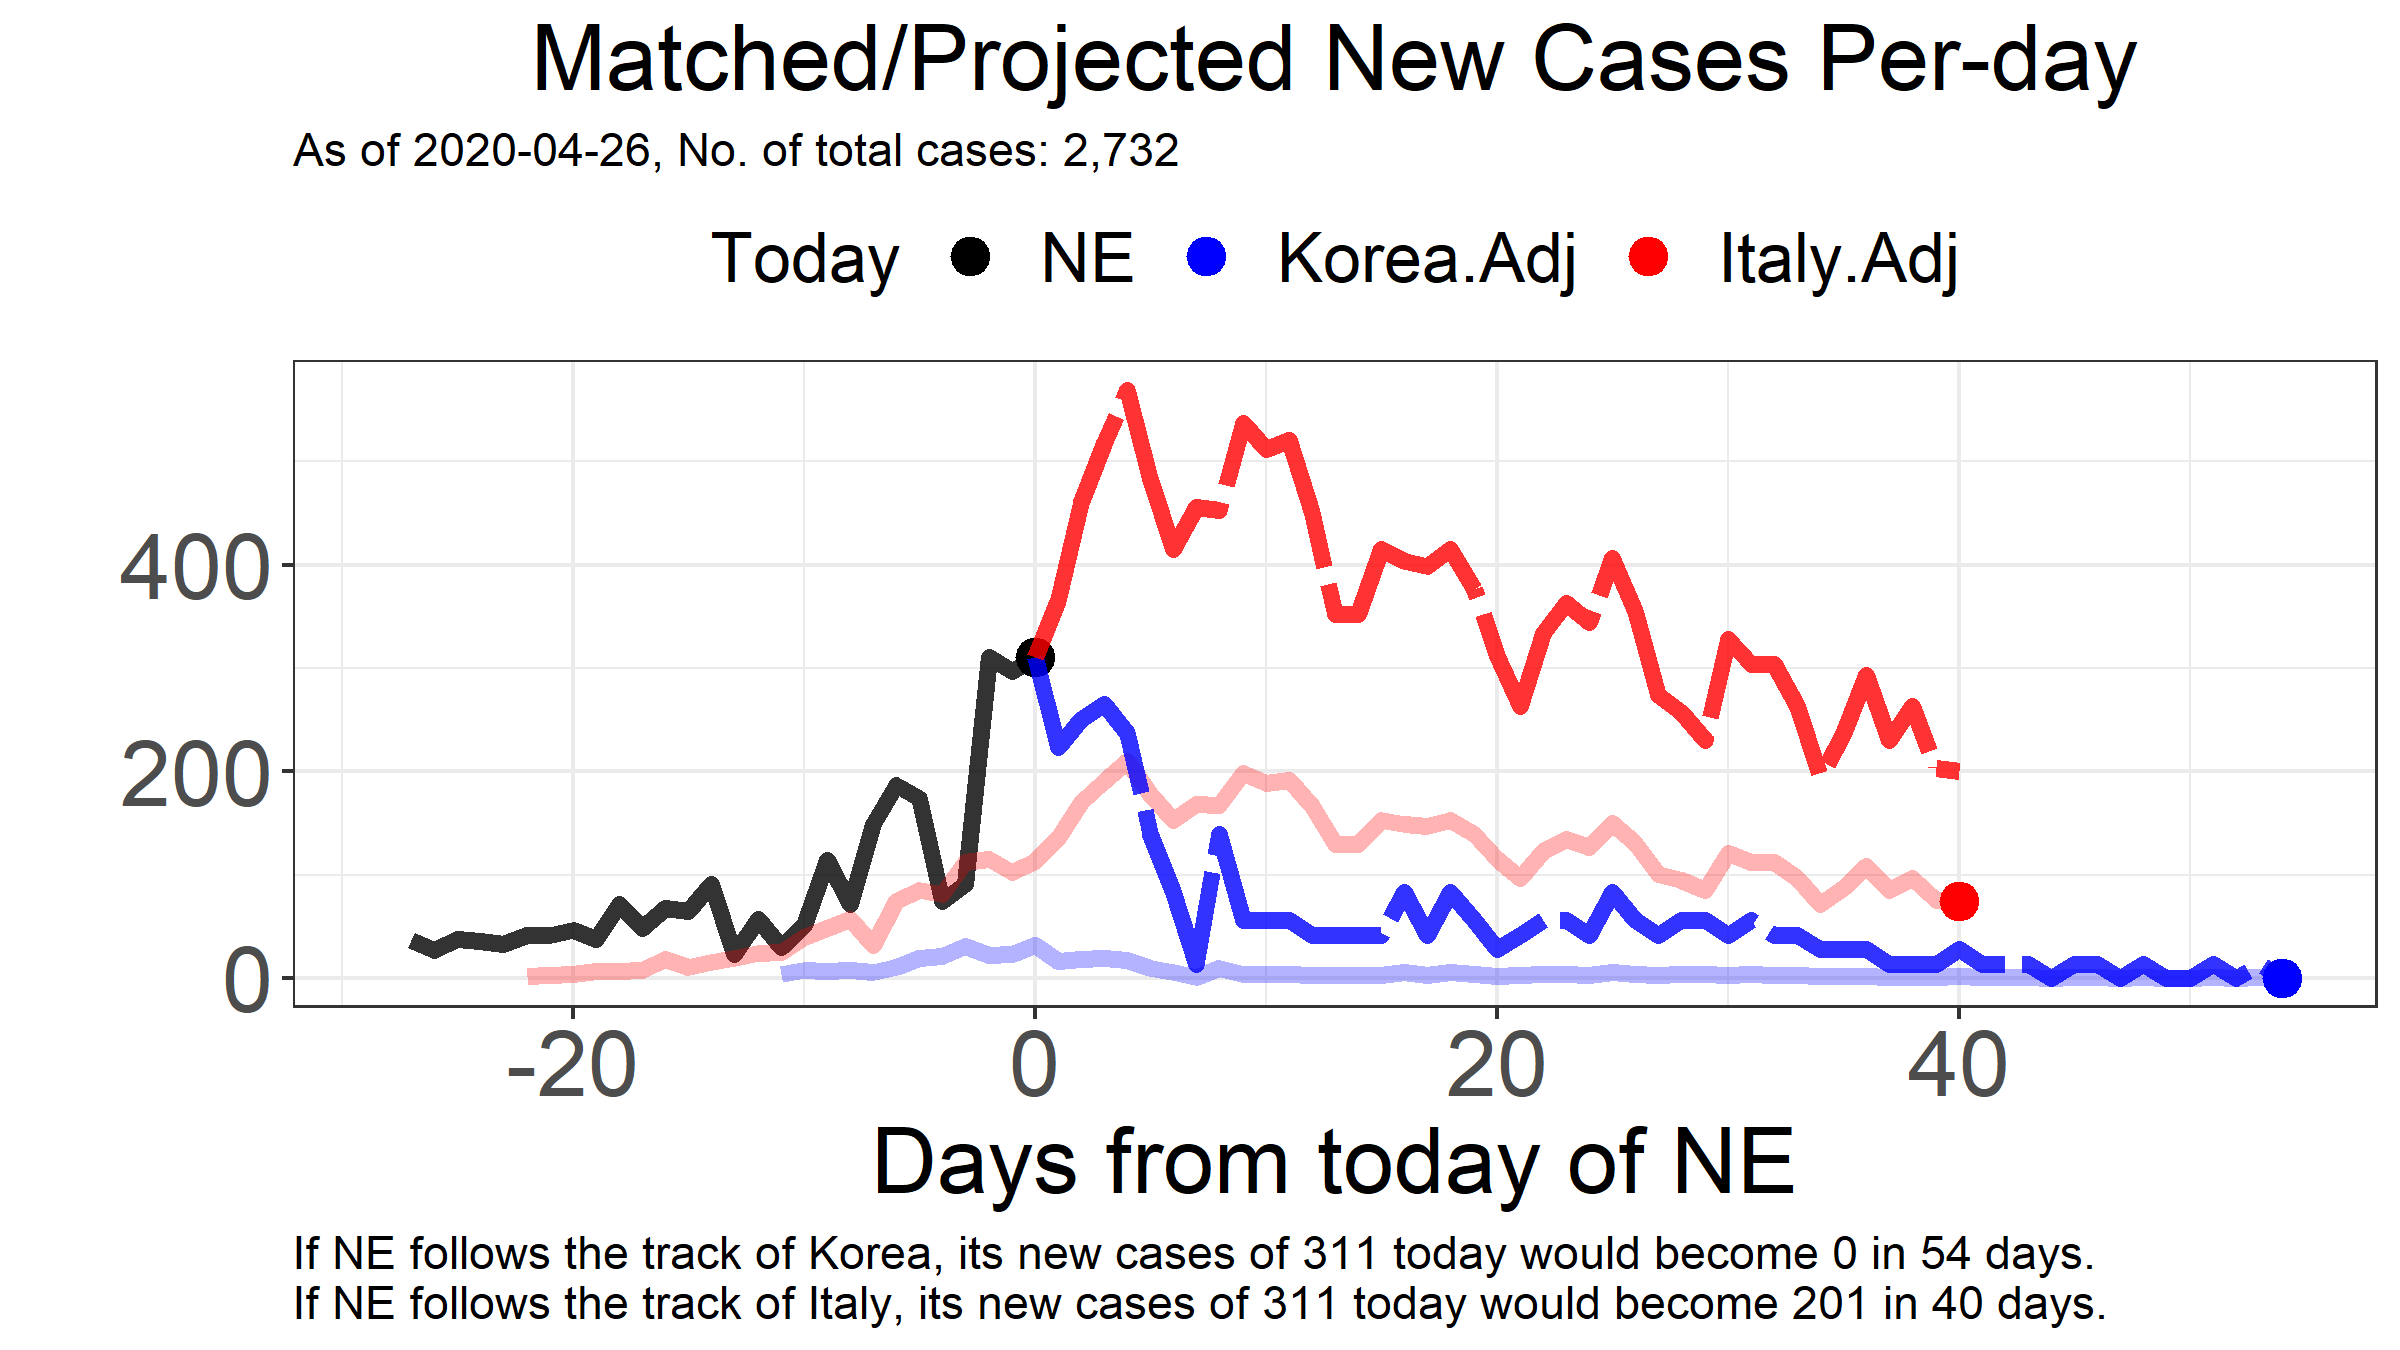 Matched/Projected New Cases Per-day
As of 2020-04-26, No. of total cases: 2,732
Today NE Korea.Adj Italy.Adj
400
200
0
-20 0 20 40
Days from today of NE
If NE follows the track of Korea, its new cases of 311 today would become 0 in 54 days.
If NE follows the track of Italy, its new cases of 311 today would become 201 in 40 days.